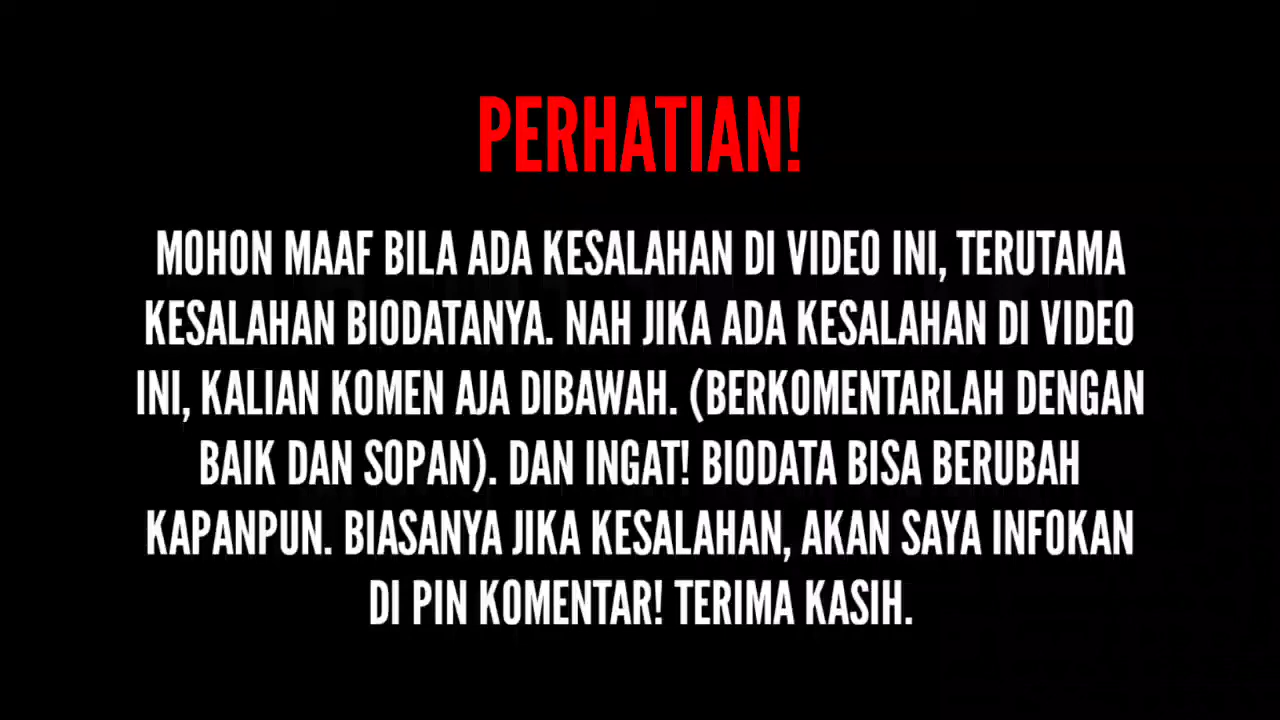 PERHATIAN!
MOHON MAAF BILA ADA KESALAHAN DI VIDEO INI, TERUTAMA
KESALAHAN BIODATANYA. NAH JIKA ADA KESALAHAN DI VIDEO
INI, KALIAN KOMEN AJA DIBAWAH. (BERKOMENTARLAH DENGAN
BAIK DAN SOPAN). DAN INGAT! BIODATA BISA BERUBAH
KAPANPUN. BIASANYA JIKA KESALAHAN, AKAN SAYA INFOKAN
DI PIN KOMENTAR! TERIMA KASIH.